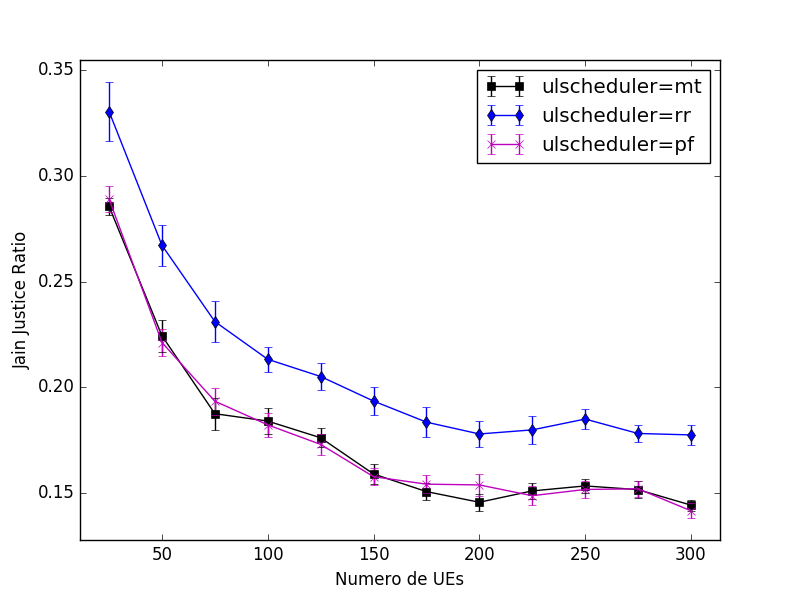 0.35
0.30
0.25
0.20
0.15
Jain Justice Ratio
ulscheduler=mt
ulscheduler=rr
ulscheduler=pf
50
100
150
200
250
300
Numero de UEs